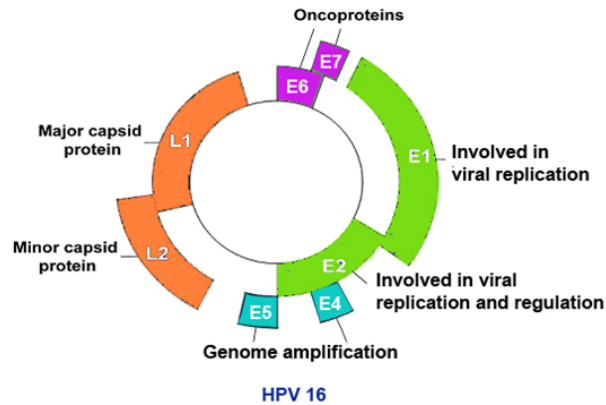 Oncoproteins
E7
E6
L1
Major capsid
protein
E1
Involved in
viral replication
L2
Minor capsid
protein
E2
Involved in viral
replication and regulation
E5
E4
Genome amplification
HPV 16